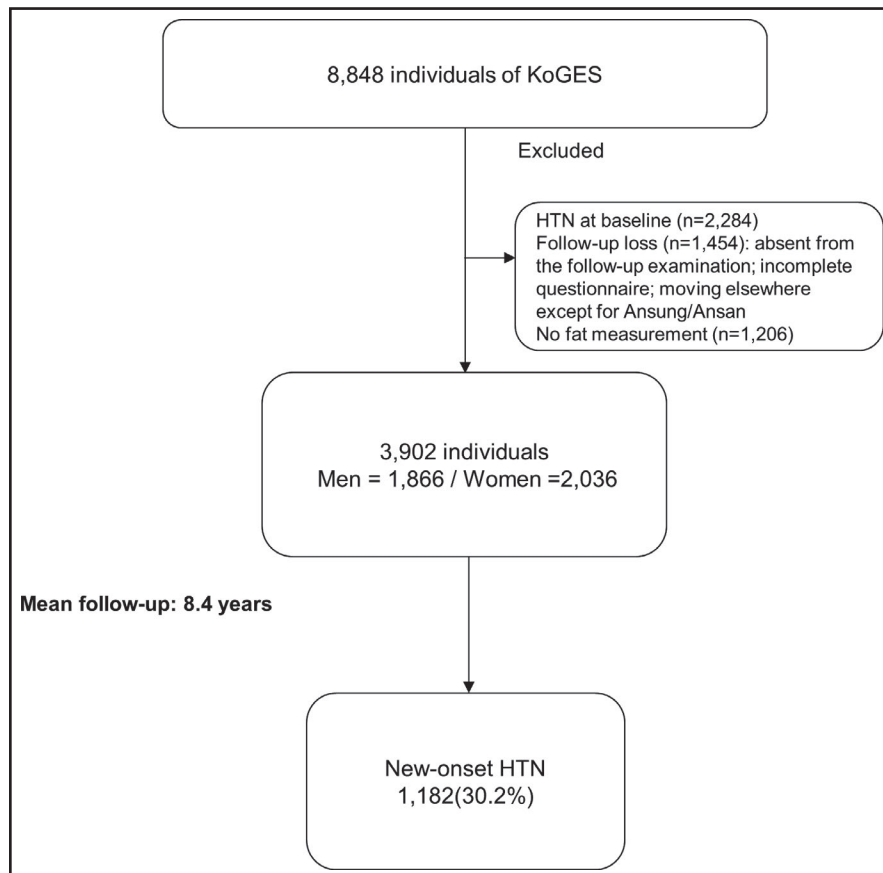 8,848 individuals of KoGES
Excluded
HTN at baseline (n=2,284)
Follow-up loss (n=1,454): absent from
the follow-up examination; incomplete
questionnaire; moving elsewhere
except for Ansung/Ansan
No fat measurement (n=1,206)
3,902 individuals
Men = 1,866 / Women =2,036
Mean follow-up: 8.4 years
New-onset HTN
1,182(30.2%)